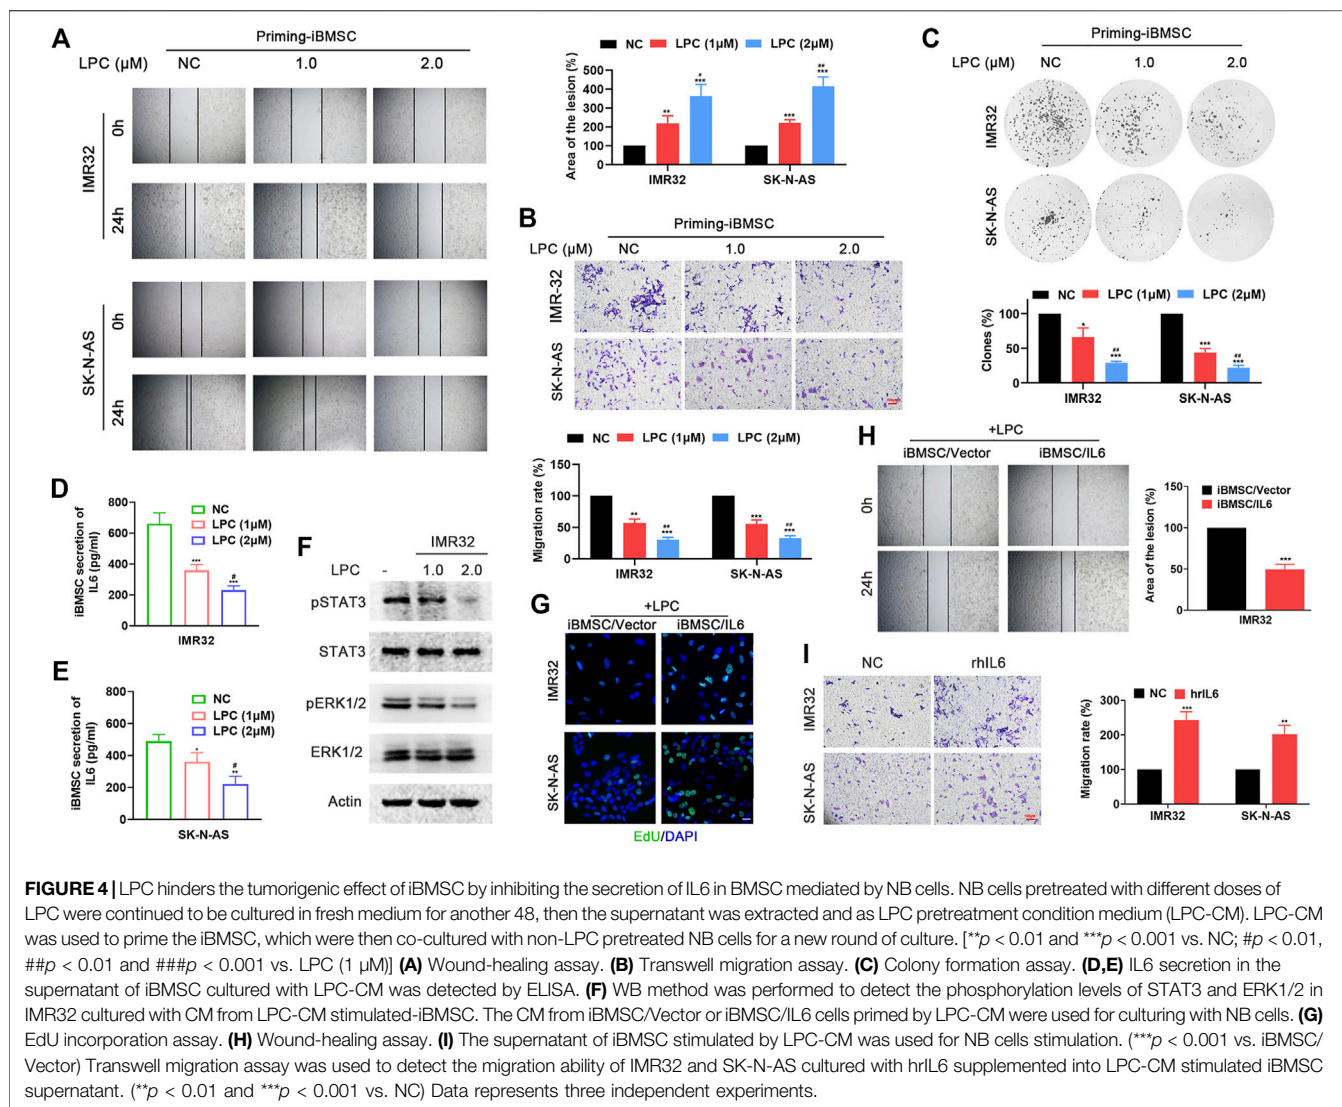 A
Priming-iBMSC
LPC (μM) NC 1.0 2.0
IMR32
0h
24h
SK-N-AS
0h
24h
NC LPC (1μM) LPC (2μM)
Area of the lesion (%)
500
400
300
200
100
0
** # *** *** ## ***
IMR32 SK-N-AS
B
Priming-iBMSC
LPC (μM) NC 1.0 2.0
IMR-32
SK-N-AS
NC LPC (1μM) LPC (2μM)
Migration rate (%)
150
100
50
0
** ## *** *** ## ***
IMR32 SK-N-AS
C
Priming-iBMSC
LPC (μM) NC 1.0 2.0
IMR32
SK-N-AS
NC LPC (1μM) LPC (2μM)
Clones (%)
100
50
0
* ## *** *** ## ***
IMR32 SK-N-AS
D
iBMSC secretion of
IL6 (pg/ml)
800
600
400
200
0
NC
LPC (1μM)
LPC (2μM)
*** # ***
IMR32
E
iBMSC secretion of
IL6 (pg/ml)
800
600
400
200
0
NC
LPC (1μM)
LPC (2μM)
* # **
SK-N-AS
F
IMR32
LPC - 1.0 2.0
pSTAT3
STAT3
pERK1/2
ERK1/2
Actin
G
+LPC
iBMSC/Vector iBMSC/IL6
IMR32
SK-N-AS
EdU/DAPI
H
+LPC
iBMSC/Vector iBMSC/IL6
0h
24h
Area of the lesion (%)
150
100
50
0
iBMSC/Vector
iBMSC/IL6
***
IMR32
I
NC rhIL6
IMR32
SK-N-AS
NC hrIL6
Migration rate (%)
300
200
100
0
*** **
IMR32 SK-N-AS
FIGURE 4 | LPC hinders the tumorigenic effect of iBMSC by inhibiting the secretion of IL6 in BMSC mediated by NB cells. NB cells pretreated with different doses of
LPC were continued to be cultured in fresh medium for another 48, then the supernatant was extracted and as LPC pretreatment condition medium (LPC-CM). LPC-CM
was used to prime the iBMSC, which were then co-cultured with non-LPC pretreated NB cells for a new round of culture. [**p < 0.01 and ***p < 0.001 vs. NC; #p < 0.01,
##p < 0.01 and ###p < 0.001 vs. LPC (1 μM)] (A) Wound-healing assay. (B) Transwell migration assay. (C) Colony formation assay. (D,E) IL6 secretion in the
supernatant of iBMSC cultured with LPC-CM was detected by ELISA. (F) WB method was performed to detect the phosphorylation levels of STAT3 and ERK1/2 in
IMR32 cultured with CM from LPC-CM stimulated-iBMSC. The CM from iBMSC/Vector or iBMSC/IL6 cells primed by LPC-CM were used for culturing with NB cells. (G)
EdU incorporation assay. (H) Wound-healing assay. (I) The supernatant of iBMSC stimulated by LPC-CM was used for NB cells stimulation. (***p < 0.001 vs. iBMSC/
Vector) Transwell migration assay was used to detect the migration ability of IMR32 and SK-N-AS cultured with hrIL6 supplemented into LPC-CM stimulated iBMSC
supernatant. (**p < 0.01 and ***p < 0.001 vs. NC) Data represents three independent experiments.